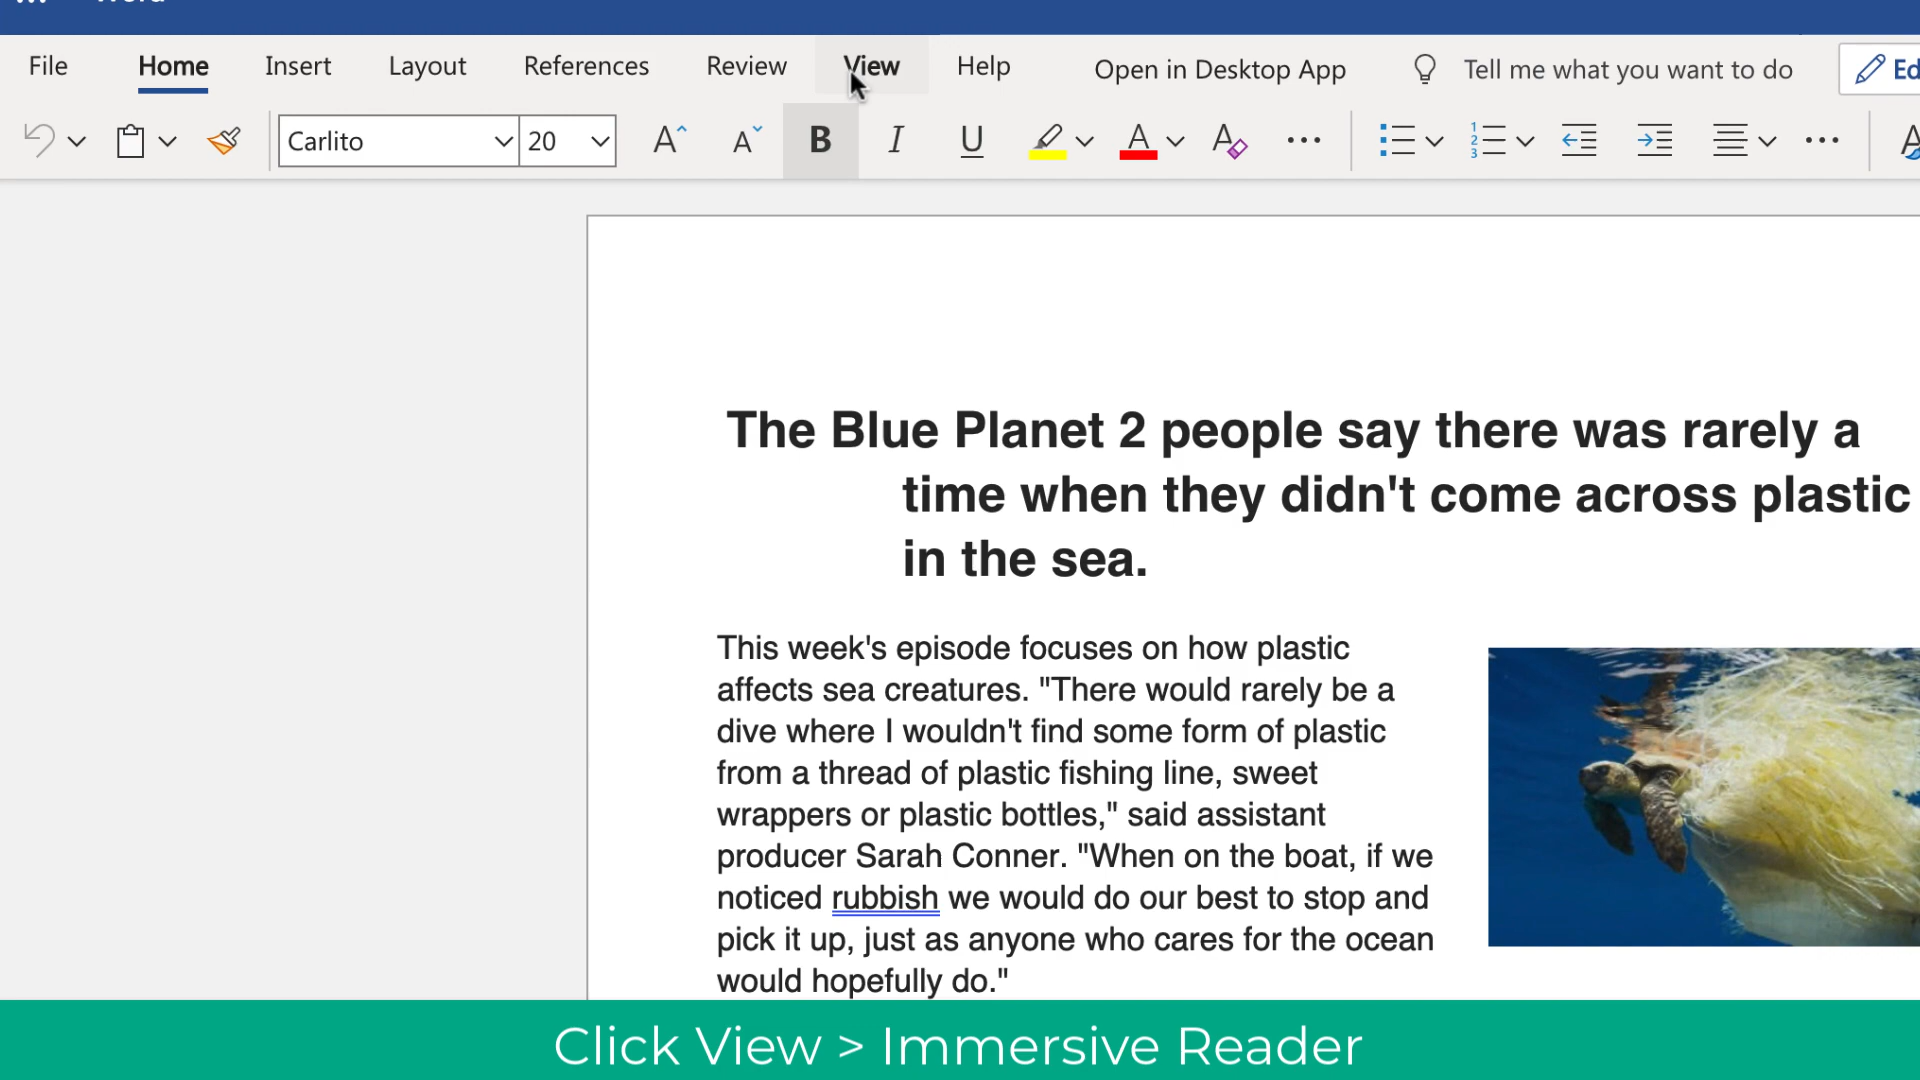 Word
File Home Insert Layout References Review View Help Open in Desktop App Tell me what you want to do Ed
Carlito 20 A A B I U A A
The Blue Planet 2 people say there was rarely a
time when they didn't come across plastic
in the sea.
This week's episode focuses on how plastic
affects sea creatures. "There would rarely be a
dive where I wouldn't find some form of plastic
from a thread of plastic fishing line, sweet
wrappers or plastic bottles," said assistant
producer Sarah Conner. "When on the boat, if we
noticed rubbish we would do our best to stop and
pick it up, just as anyone who cares for the ocean
would hopefully do."
Click View > Immersive Reader